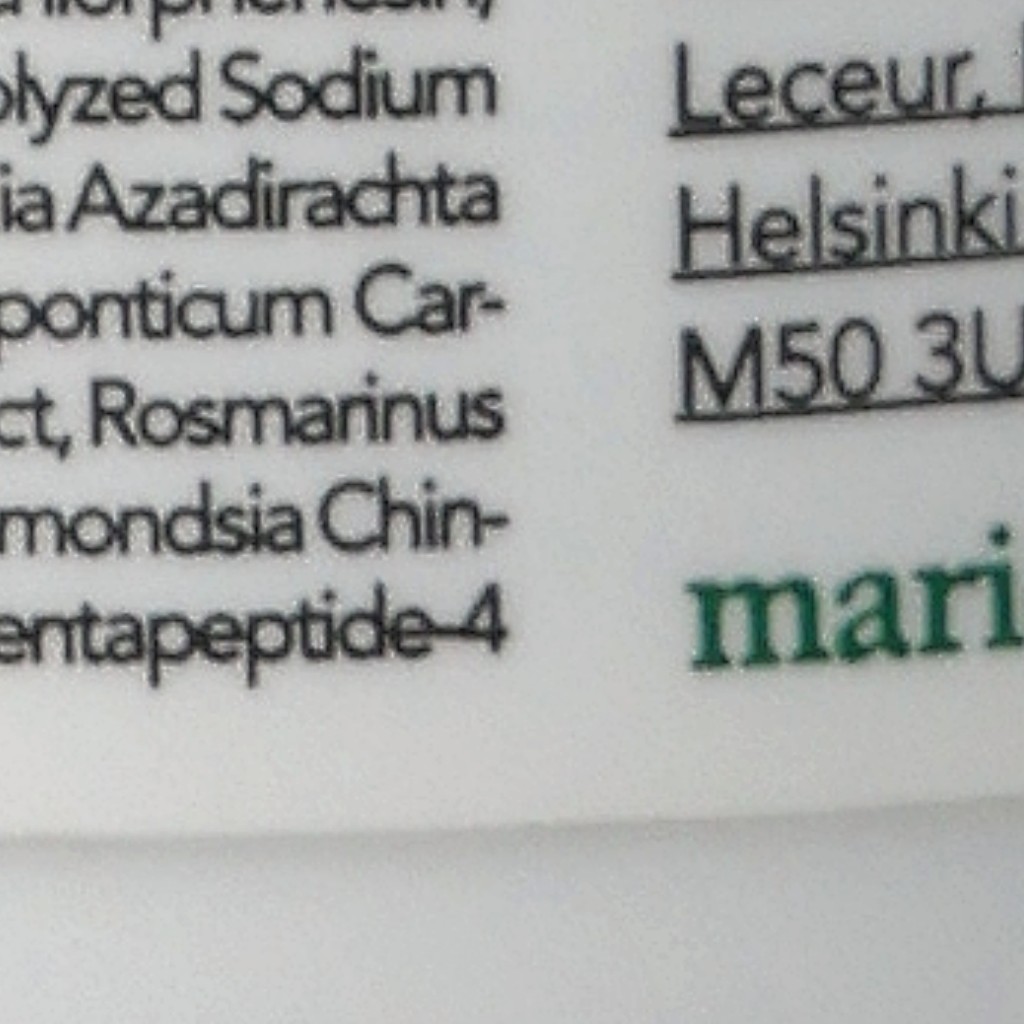 olyzed Sodium
ia Azadirachta
ponticum Car-
ct, Rosmarinus
mondsia Chin-
entapeptide-4
Leceur,
Helsinki
M50 3U
mari